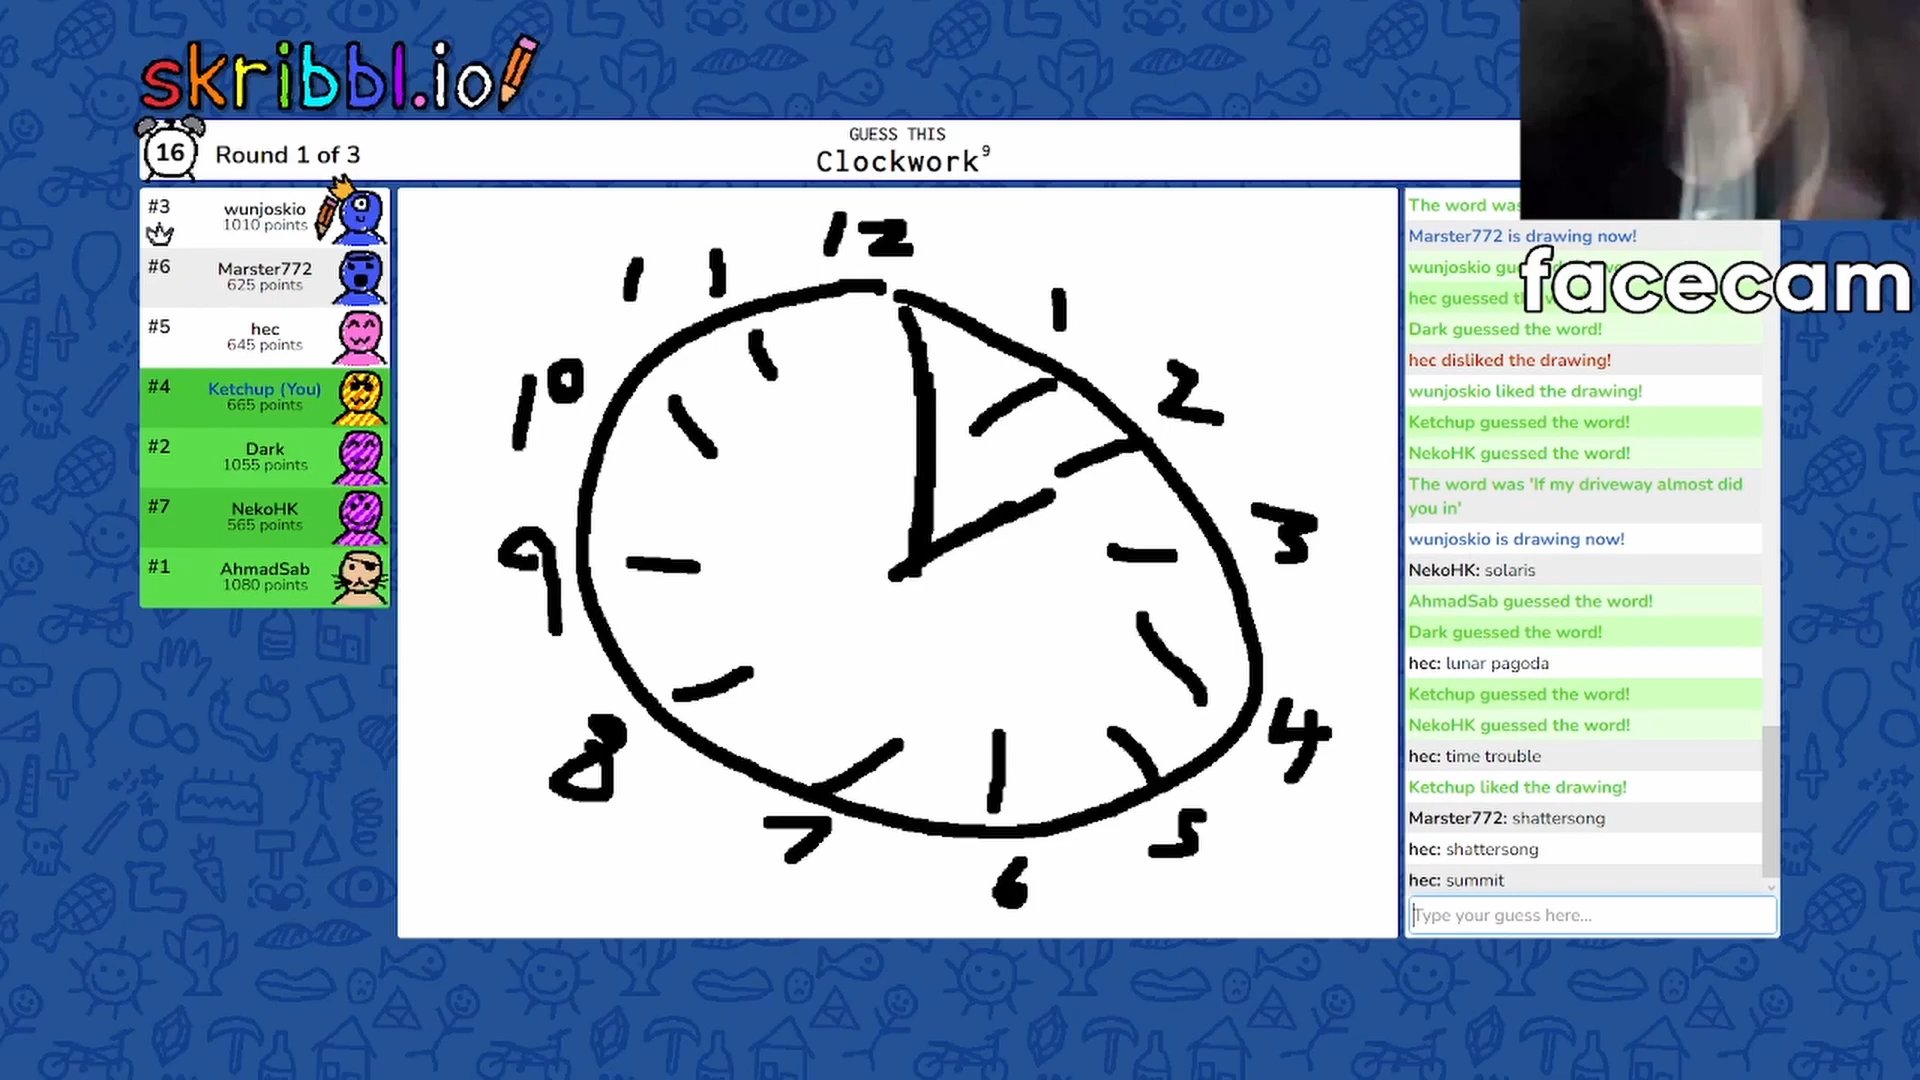 skribbl.io
16
Round 1 of 3
GUESS THIS
Clockwork9
#3
wunjoskio
1010 points
#6
Marster772
625 points
#5
hec
645 points
#4
Ketchup (You)
665 points
#2
Dark
1055 points
#7
NekoHK
565 points
#1
AhmadSab
1080 points
12
1
2
3
4
5
6
7
8
9
10
11
facecam
The word was
Marster772 is drawing now!
wunjoskio
hec guessed
Dark guessed the word!
hec disliked the drawing!
wunjoskio liked the drawing!
Ketchup guessed the word!
NekoHK guessed the word!
The word was 'If my driveway almost did
you in'
wunjoskio is drawing now!
NekoHK: solaris
AhmadSab guessed the word!
Dark guessed the word!
hec: lunar pagoda
Ketchup guessed the word!
NekoHK guessed the word!
hec: time trouble
Ketchup liked the drawing!
Marster772: shattersong
hec: shattersong
hec: summit
Type your guess here...